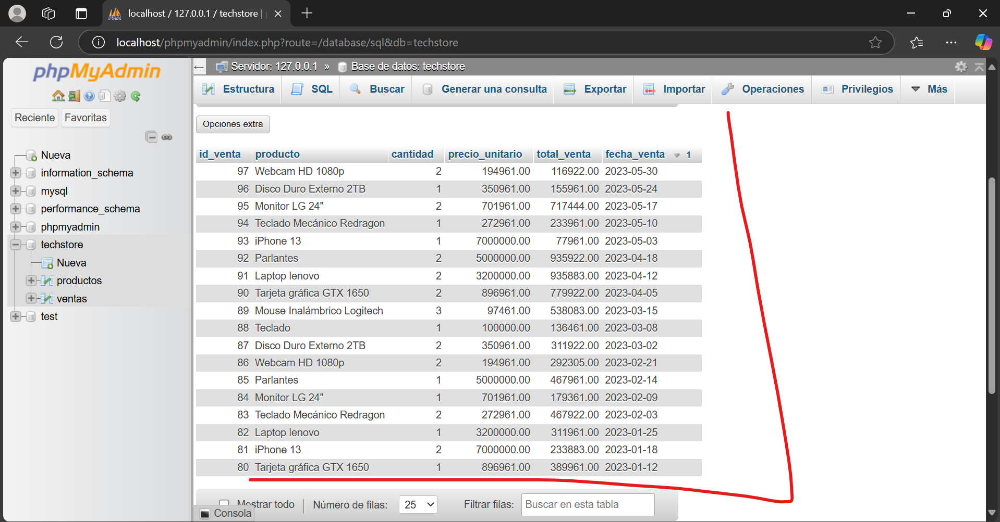 localhost / 127.0.0.1 / techstore |
localhost/phpmyadmin/index.php?route=/database/sql&db=techstore
phpMyAdmin
Reciente Favoritas
Nueva
information_schema
mysql
performance_schema
phpmyadmin
techstore
Nueva
productos
ventas
test
Servidor: 127.0.0.1 » Base de datos: techstore
Estructura SQL Buscar Generar una consulta Exportar Importar Operaciones Privilegios Más
Opciones extra
id_venta producto cantidad precio_unitario total_venta fecha_venta 1
97 Webcam HD 1080p 2 194961.00 116922.00 2023-05-30
96 Disco Duro Externo 2TB 1 350961.00 155961.00 2023-05-24
95 Monitor LG 24" 2 701961.00 717444.00 2023-05-17
94 Teclado Mecánico Redragon 1 272961.00 233961.00 2023-05-10
93 iPhone 13 1 7000000.00 77961.00 2023-05-03
92 Parlantes 2 5000000.00 935922.00 2023-04-18
91 Laptop lenovo 2 3200000.00 935883.00 2023-04-12
90 Tarjeta gráfica GTX 1650 2 896961.00 779922.00 2023-04-05
89 Mouse Inalámbrico Logitech 3 97461.00 538083.00 2023-03-15
88 Teclado 1 100000.00 136461.00 2023-03-08
87 Disco Duro Externo 2TB 2 350961.00 311922.00 2023-03-02
86 Webcam HD 1080p 2 194961.00 292305.00 2023-02-21
85 Parlantes 1 5000000.00 467961.00 2023-02-14
84 Monitor LG 24" 1 701961.00 179361.00 2023-02-09
83 Teclado Mecánico Redragon 2 272961.00 467922.00 2023-02-03
82 Laptop lenovo 1 3200000.00 311961.00 2023-01-25
81 iPhone 13 2 7000000.00 233883.00 2023-01-18
80 Tarjeta gráfica GTX 1650 1 896961.00 389961.00 2023-01-12
Mostrar todo Número de filas: 25 Filtrar filas: Buscar en esta tabla
Consola